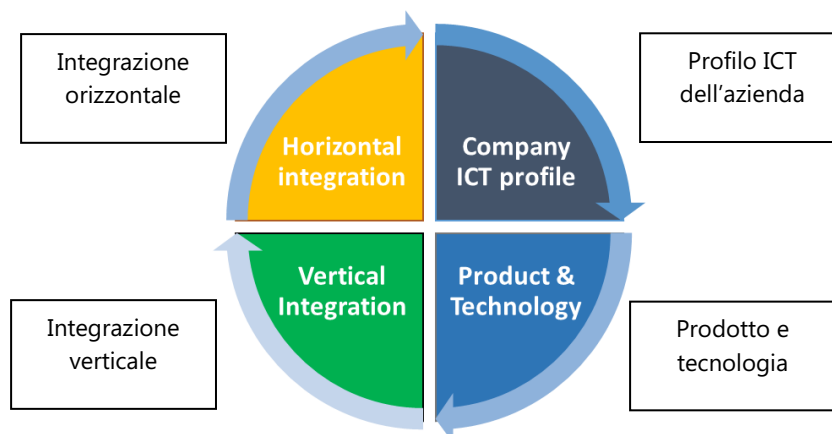 Integrazione
orizzontale
Profilo ICT
dell'azienda
Horizontal
integration
Company
ICT profile
Vertical
Integration
Product &
Technology
Integrazione
verticale
Prodotto e
tecnologia